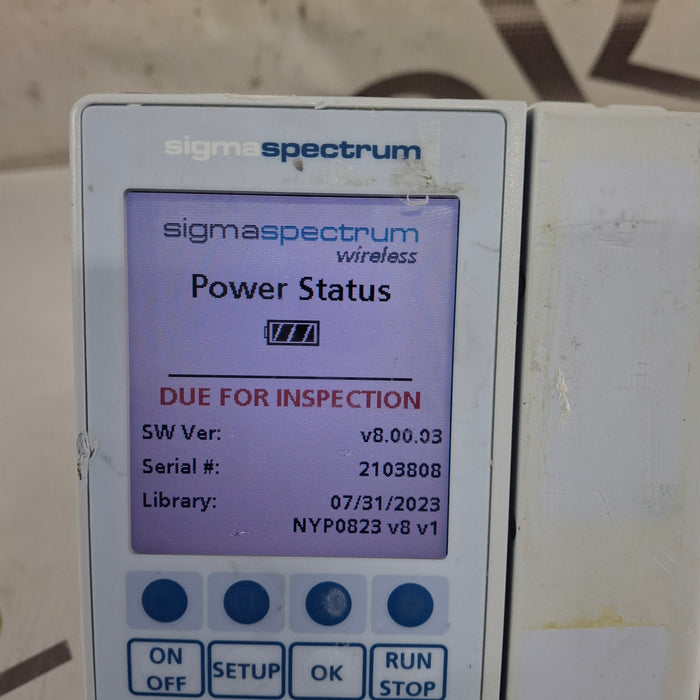 sigmaspectrum
sigmaspectrum
wireless
Power Status
DUE FOR INSPECTION
SW Ver: v8.00.03
Serial #: 2103808
Library: 07/31/2023
NYP0823 v8 v1
ON OFF SETUP OK RUN STOP